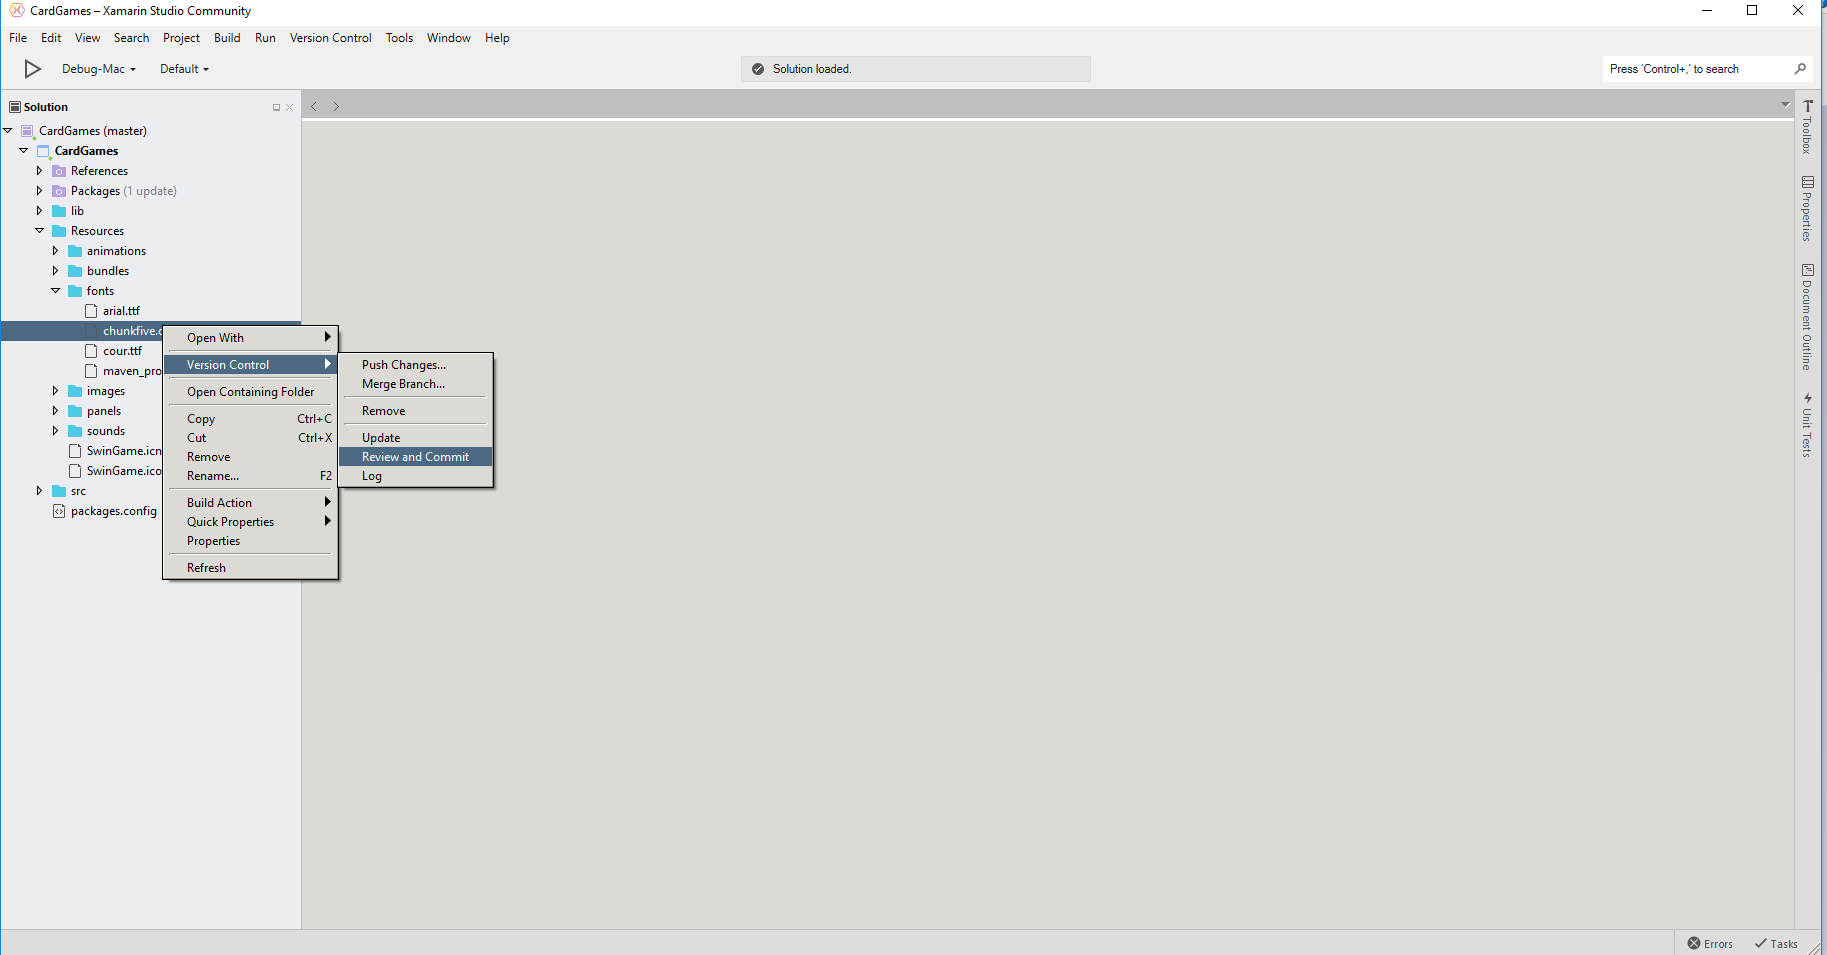 CardGames – Xamarin Studio Community
File Edit View Search Project Build Run Version Control Tools Window Help
Debug-Mac Default Solution loaded. Press 'Control+,' to search
Solution
CardGames (master)
CardGames
References
Packages (1 update)
lib
Resources
animations
bundles
fonts
arial.ttf
chunkfive.
cour.ttf
maven_pro
images
panels
sounds
SwinGame.icn
SwinGame.ico
src
packages.config
Open With
Version Control
Open Containing Folder
Copy Ctrl+C
Cut Ctrl+X
Remove
Rename... F2
Build Action
Quick Properties
Properties
Refresh
Push Changes...
Merge Branch...
Remove
Update
Review and Commit
Log
Toolbox
Properties
Document Outline
Unit Tests
Errors Tasks